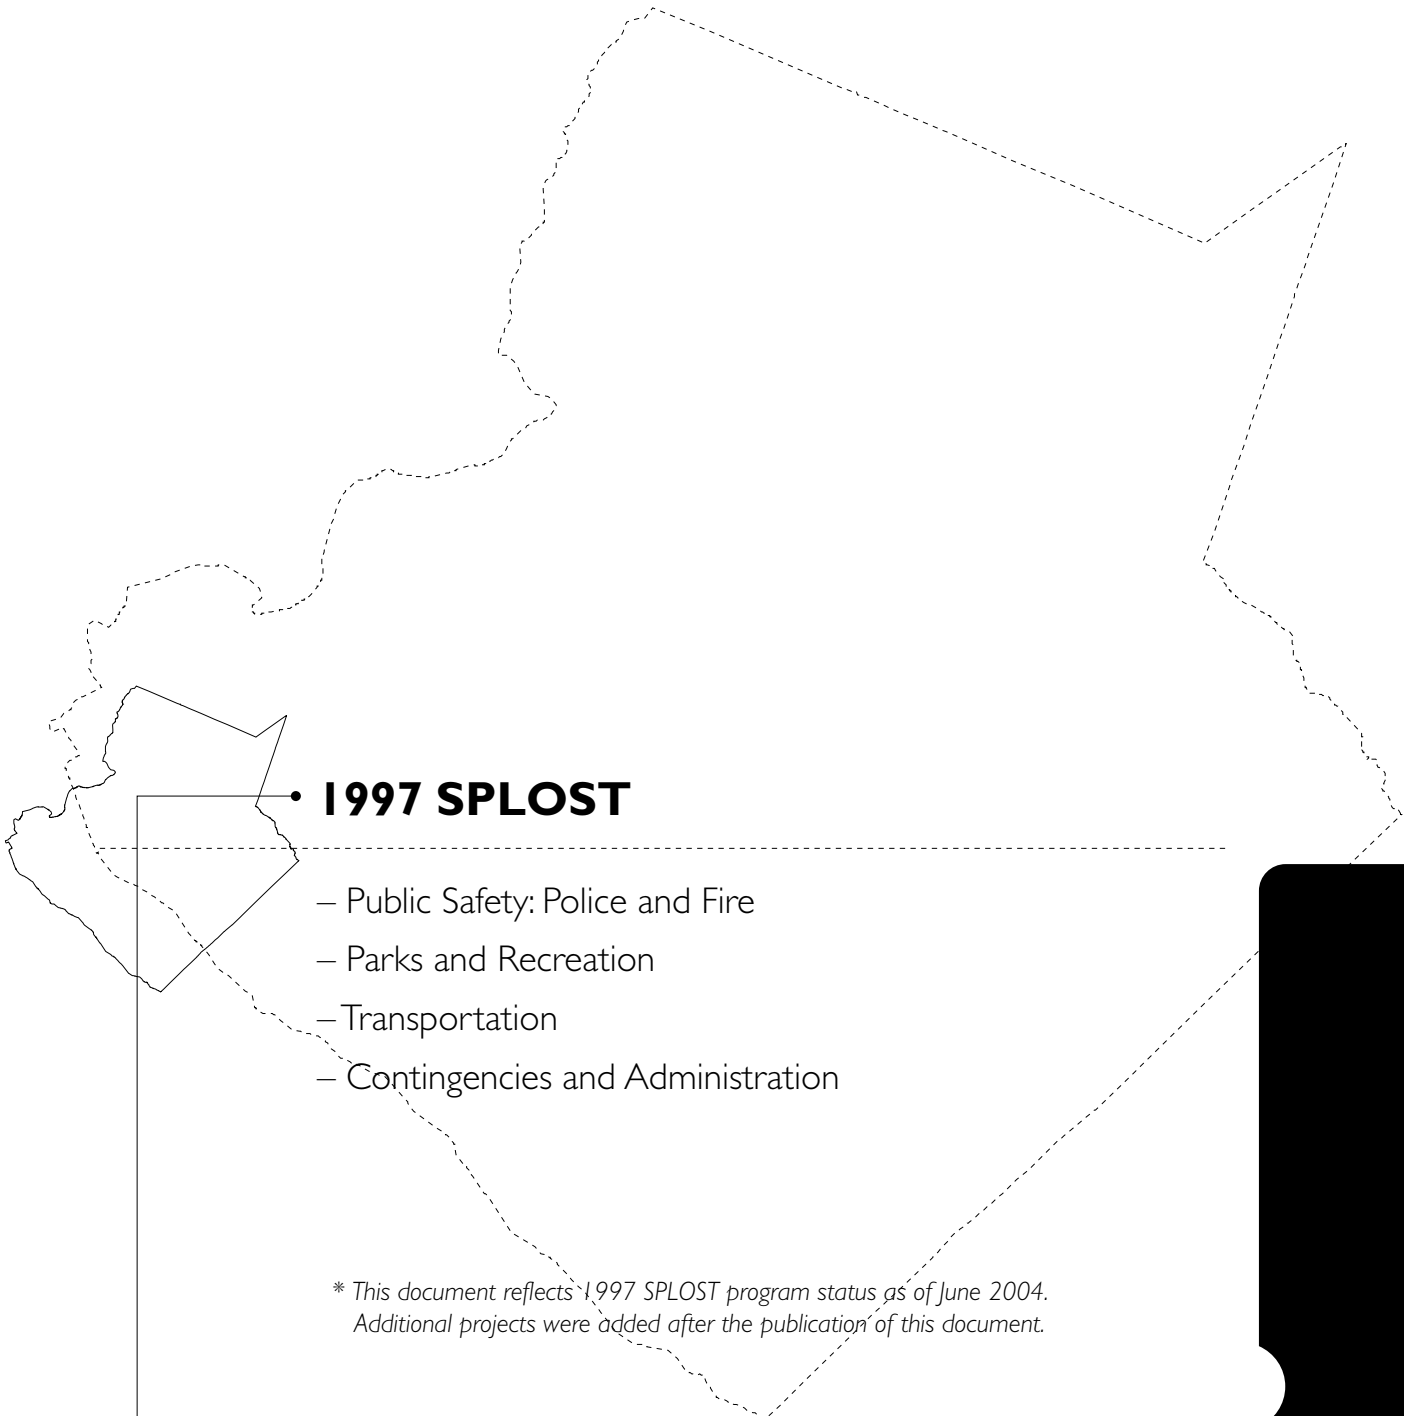 1997 SPLOST
– Public Safety: Police and Fire
– Parks and Recreation
– Transportation
– Contingencies and Administration
* This document reflects 1997 SPLOST program status as of June 2004.
Additional projects were added after the publication of this document.